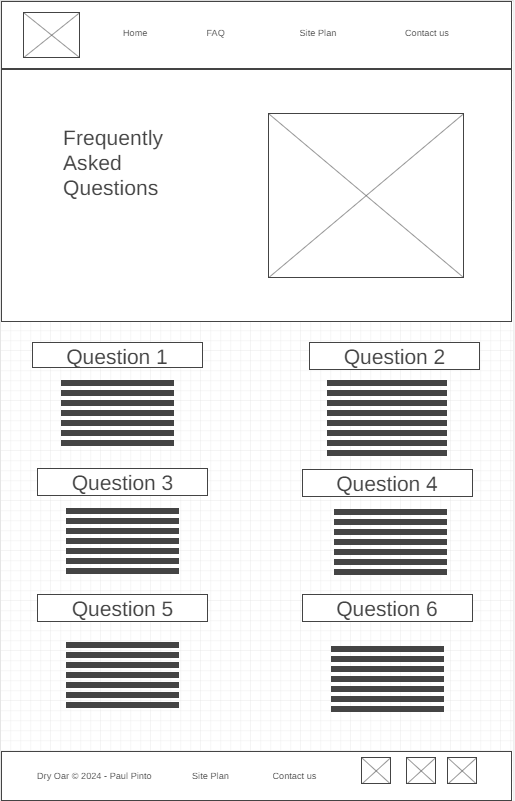 Home FAQ Site Plan Contact us
Frequently
Asked
Questions
Question 1
Question 2
Question 3
Question 4
Question 5
Question 6
Dry Oar © 2024 - Paul Pinto Site Plan Contact us